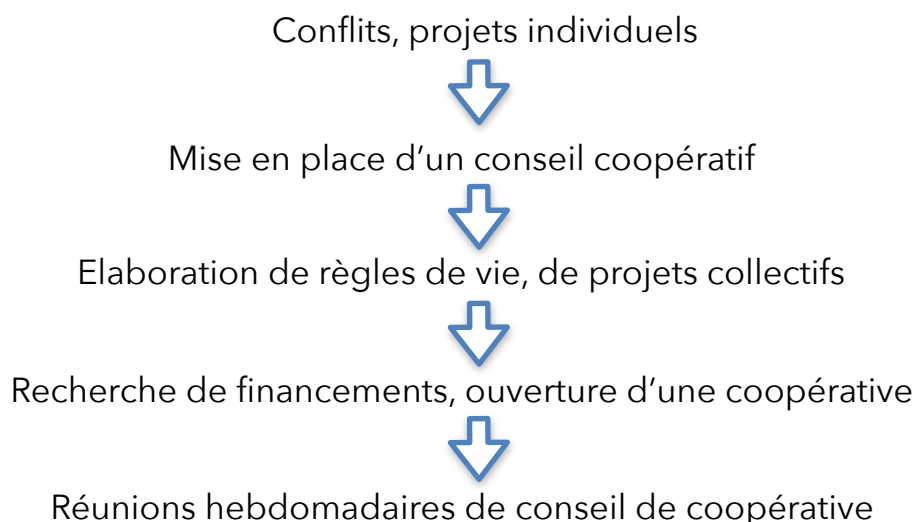 Conflits, projets individuels
Mise en place d’un conseil coopératif
Elaboration de règles de vie, de projets collectifs
Recherche de financements, ouverture d’une coopérative
Réunions hebdomadaires de conseil de coopérative